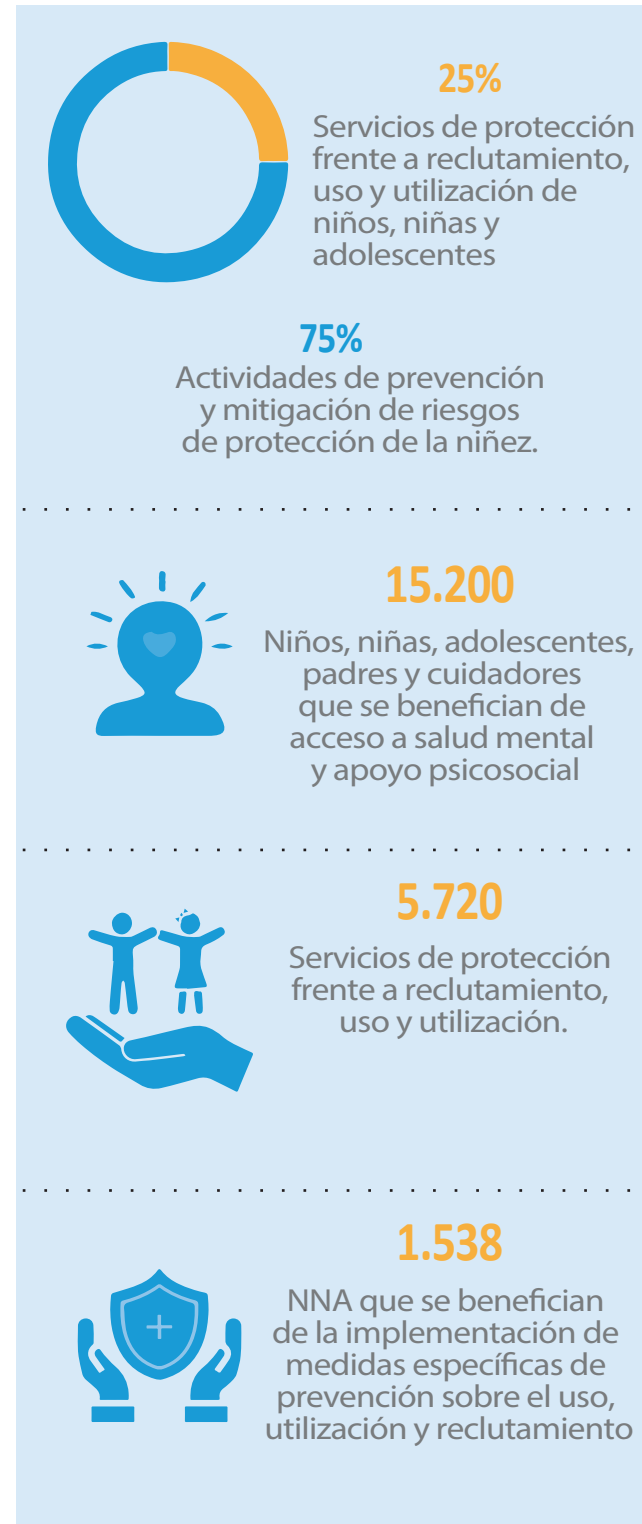 25%
Servicios de protección
frente a reclutamiento,
uso y utilización de
niños, niñas y
adolescentes
75%
Actividades de prevención
y mitigación de riesgos
de protección de la niñez.
15.200
Niños, niñas, adolescentes,
padres y cuidadores
que se benefician de
acceso a salud mental
y apoyo psicosocial
5.720
Servicios de protección
frente a reclutamiento,
uso y utilización.
1.538
NNA que se benefician
de la implementación de
medidas específicas de
prevención sobre el uso,
utilización y reclutamiento